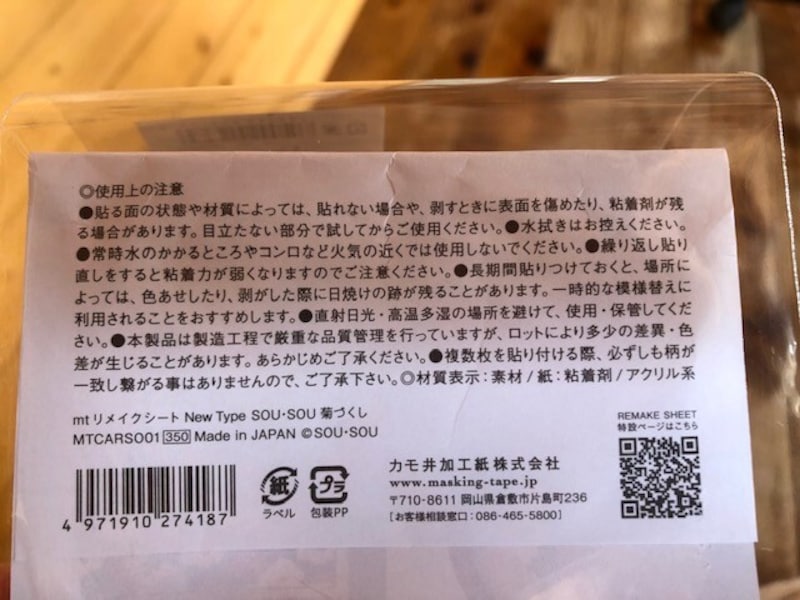 ◎使用上の注意
●貼る面の状態や材質によっては、貼れない場合や、剥すときに表面を傷めたり、粘着剤が残
る場合があります。目立たない部分で試してからご使用ください。●水拭きはお控えください。
●常時水のかかるところやコンロなど火気の近くでは使用しないでください。●繰り返し貼り
直しをすると粘着力が弱くなりますのでご注意ください。●長期間貼りつけておくと、場所に
よっては、色あせしたり、剥がした際に日焼けの跡が残ることがあります。一時的な模様替えに
利用されることをおすすめします。●直射日光・高温多湿の場所を避けて、使用・保管してくだ
さい。●本製品は製造工程で厳重な品質管理を行っていますが、ロットにより多少の差異・色
差が生じることがあります。あらかじめご了承ください。●複数枚を貼り付ける際、必ずしも柄が
一致し繋がる事はありませんので、ご了承下さい。◎材質表示：素材/紙：粘着剤/アクリル系
mt リメイクシート New Type SOU・SOU 菊づくし
MTCARS001 350 Made in JAPAN ©SOU・SOU
REMAKE SHEET
特設ページはこちら
4 971910 274187
紙
ラベル
プラ
包装PP
カモ井加工紙株式会社
www.masking-tape.jp
〒710-8611 岡山県倉敷市片島町236
[お客様相談窓口：086-465-5800]